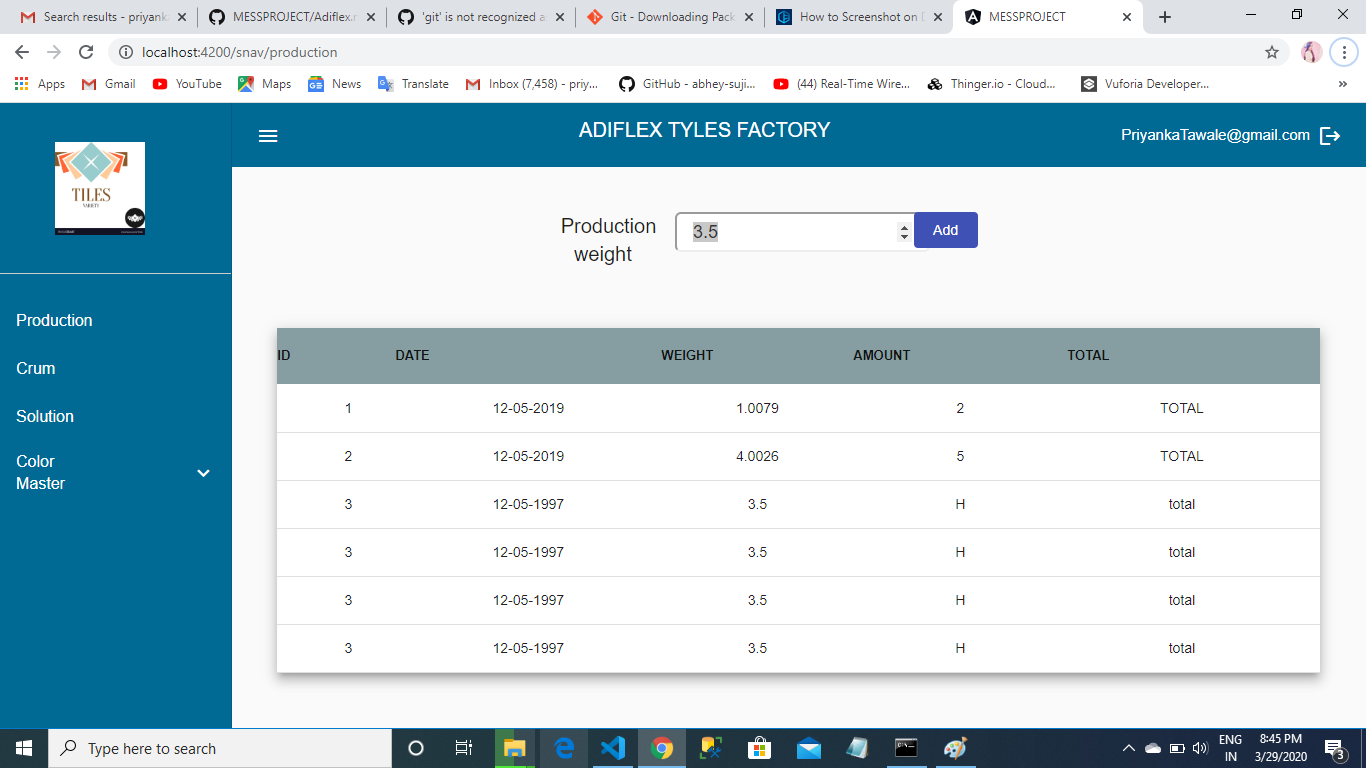 Search results - priyank
MESSPROJECT/Adiflex.r
'git' is not recognized a
Git - Downloading Pack
How to Screenshot on D
MESSPROJECT
localhost:4200/snav/production
Apps
Gmail
YouTube
Maps
News
Translate
Inbox (7,458) - priy...
GitHub - abhey-suji...
(44) Real-Time Wire...
Thinger.io - Cloud...
Vuforia Developer...
»
TILES
VARIETY
ADIFLEX TYLES FACTORY
PriyankaTawale@gmail.com
Production
Crum
Solution
Color
Master
Production
weight
3.5
Add
ID DATE WEIGHT AMOUNT TOTAL
1 12-05-2019 1.0079 2 TOTAL
2 12-05-2019 4.0026 5 TOTAL
3 12-05-1997 3.5 H total
3 12-05-1997 3.5 H total
3 12-05-1997 3.5 H total
3 12-05-1997 3.5 H total
Type here to search
ENG
IN
8:45 PM
3/29/2020
3